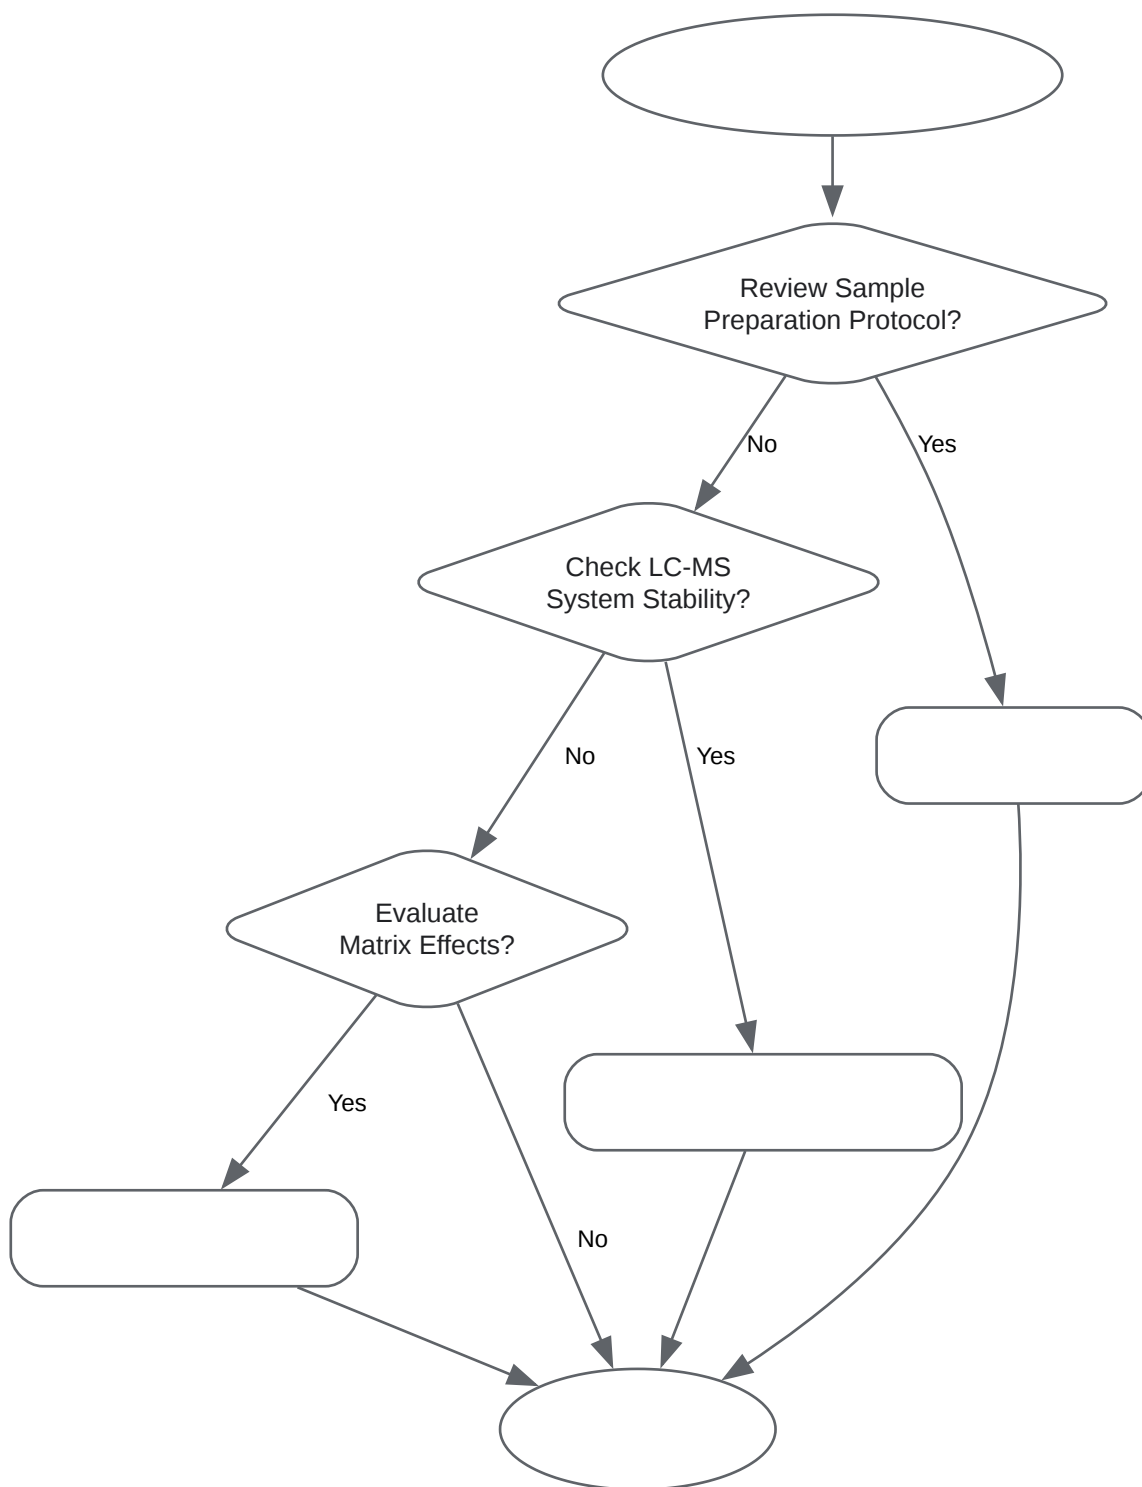 Review Sample
Preparation Protocol?
No
Yes
Check LC-MS
System Stability?
No
Yes
Evaluate
Matrix Effects?
Yes
No